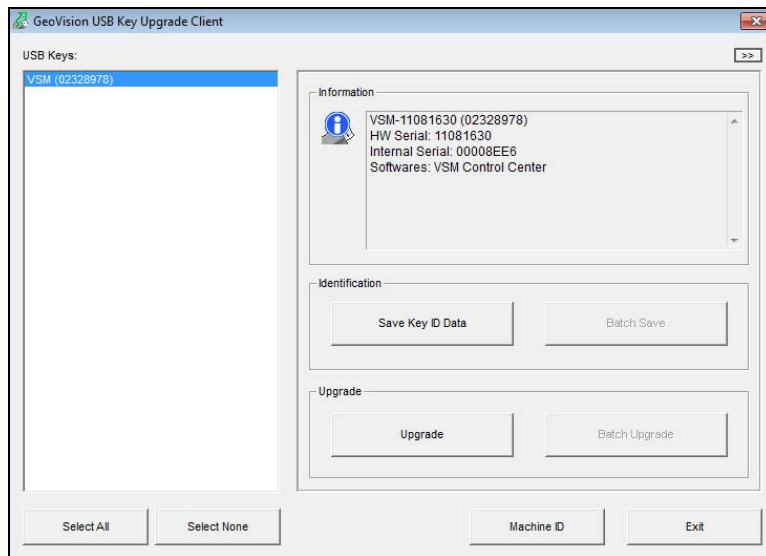 GeoVision USB Key Upgrade Client
USB Keys:
>>
VSM (02328978)
Information
VSM-11081630 (02328978)
HW Serial: 11081630
Internal Serial: 00008EE6
Softwares: VSM Control Center
Identification
Save Key ID Data
Batch Save
Upgrade
Upgrade
Batch Upgrade
Select All
Select None
Machine ID
Exit